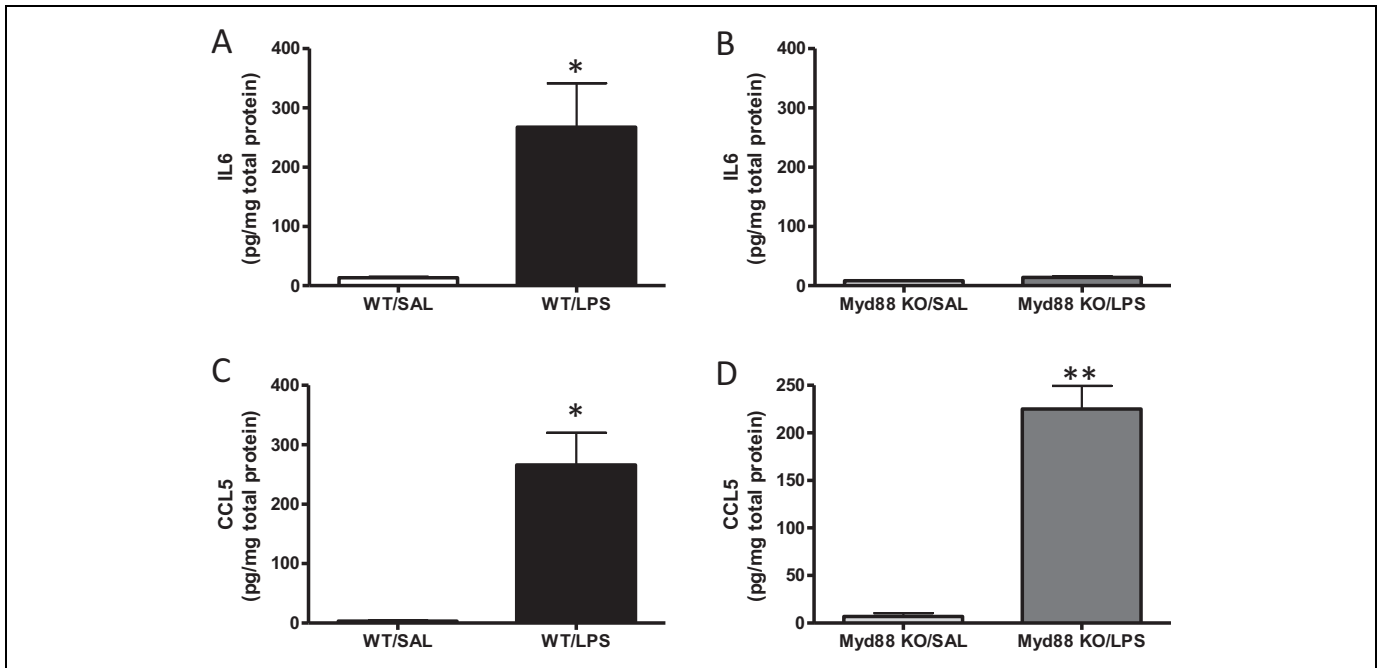 A
IL6
(pg/mg total protein)
400
300
200
100
0
*
WT/SAL
WT/LPS
B
IL6
(pg/mg total protein)
400
300
200
100
0
Myd88 KO/SAL
Myd88 KO/LPS
C
CCL5
(pg/mg total protein)
400
300
200
100
0
*
WT/SAL
WT/LPS
D
CCL5
(pg/mg total protein)
250
200
150
100
50
0
**
Myd88 KO/SAL
Myd88 KO/LPS